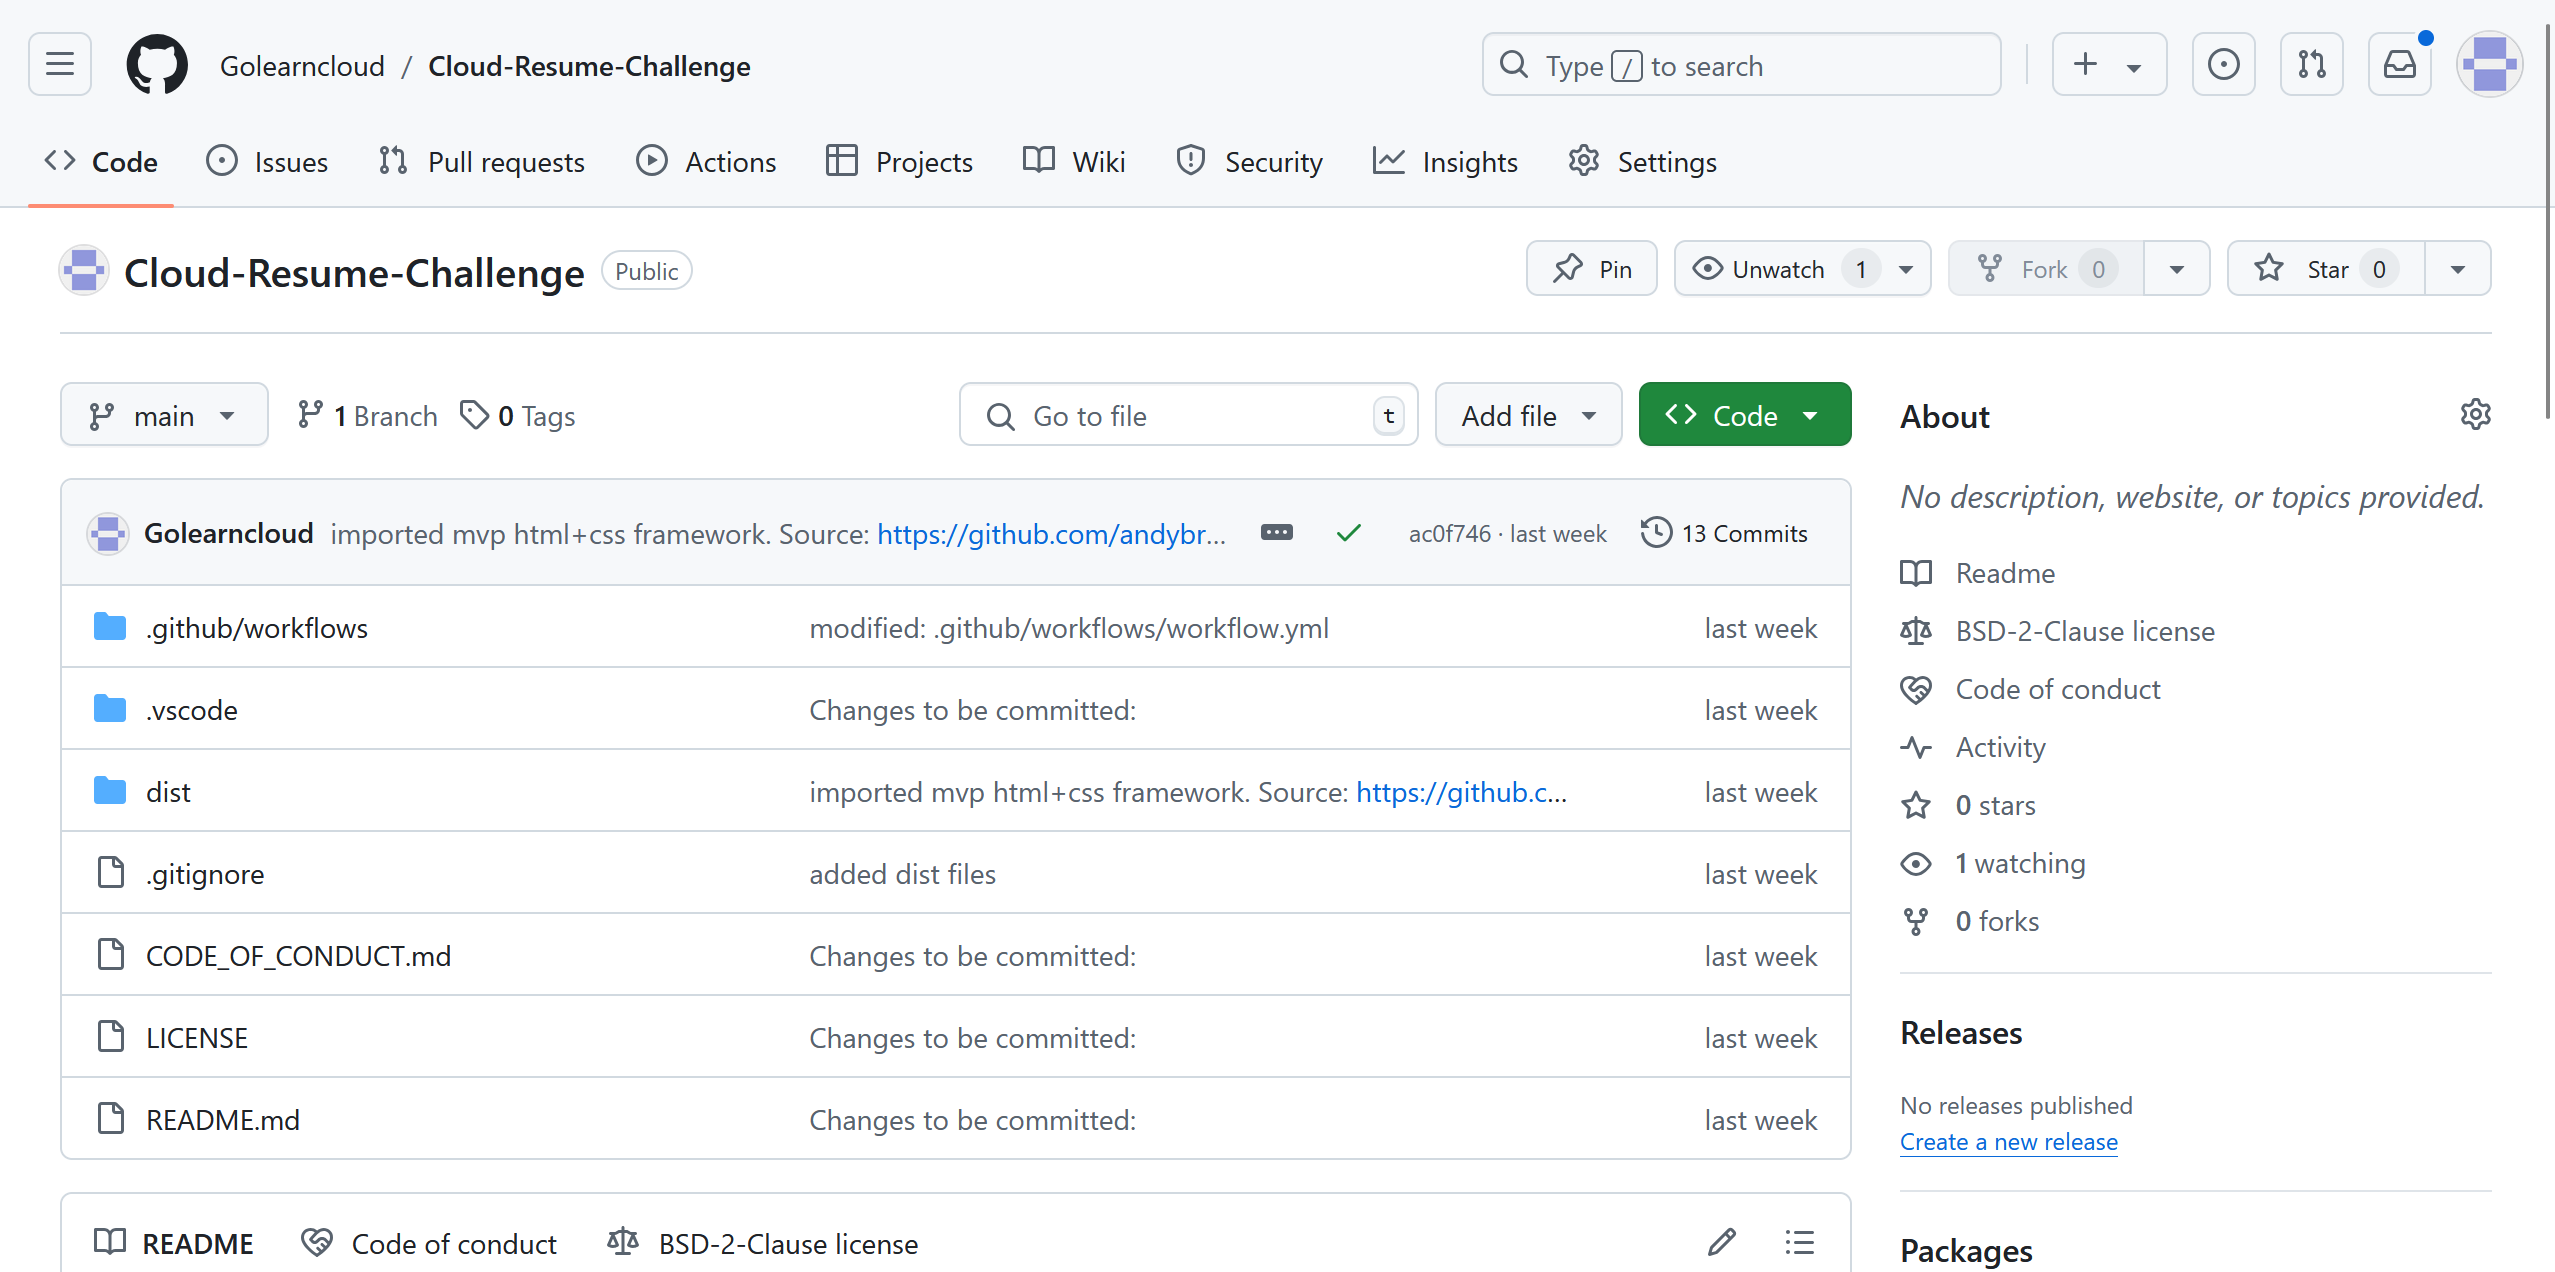 Golearncloud / Cloud-Resume-Challenge
Type / to search
Code Issues Pull requests Actions Projects Wiki Security Insights Settings
Cloud-Resume-Challenge Public
Pin Unwatch 1 Fork 0 Star 0
main 1 Branch 0 Tags Go to file t Add file Code
Golearncloud imported mvp html+css framework. Source: https://github.com/andybr... ac0f746 · last week 13 Commits
.github/workflows modified: .github/workflows/workflow.yml last week
.vscode Changes to be committed: last week
dist imported mvp html+css framework. Source: https://github.c... last week
.gitignore added dist files last week
CODE_OF_CONDUCT.md Changes to be committed: last week
LICENSE Changes to be committed: last week
README.md Changes to be committed: last week
README Code of conduct BSD-2-Clause license
About
No description, website, or topics provided.
Readme
BSD-2-Clause license
Code of conduct
Activity
0 stars
1 watching
0 forks
Releases
No releases published
Create a new release
Packages